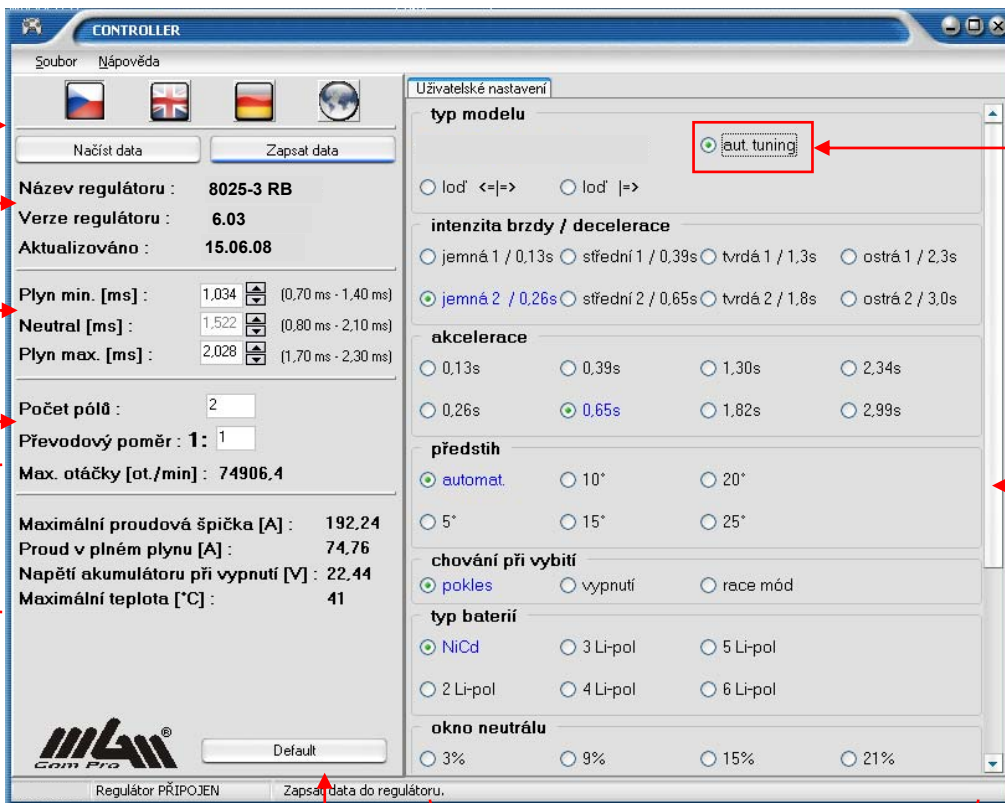 CONTROLLER
Soubor Nápověda
Načíst data Zapsat data
Název regulátoru : 8025-3 RB
Verze regulátoru : 6.03
Aktualizováno : 15.06.08
Plyn min. [ms] : 1,034 (0,70 ms - 1,40 ms)
Neutral [ms] : 1,522 (0,80 ms - 2,10 ms)
Plyn max. [ms] : 2,028 (1,70 ms - 2,30 ms)
Počet pólů : 2
Převodový poměr : 1: 1
Max. otáčky [ot./min] : 74906,4
Maximální proudová špička [A] : 192,24
Proud v plném plynu [A] : 74,76
Napětí akumulátoru při vypnutí [V] : 22,44
Maximální teplota [°C] : 41
mgm ®
Com Pro
Default
Uživatelské nastavení
typ modelu
aut. tuning
loď <=|=> loď |=>
intenzita brzdy / decelerace
jemná 1 / 0,13s střední 1 / 0,39s tvrdá 1 / 1,3s ostrá 1 / 2,3s
jemná 2 / 0,26s střední 2 / 0,65s tvrdá 2 / 1,8s ostrá 2 / 3,0s
akcelerace
0,13s 0,39s 1,30s 2,34s
0,26s 0,65s 1,82s 2,99s
předstih
automat. 10° 20°
5° 15° 25°
chování při vybití
pokles vypnutí race mód
typ baterií
NiCd 3 Li-pol 5 Li-pol
2 Li-pol 4 Li-pol 6 Li-pol
okno neutrálu
3% 9% 15% 21%
Regulátor PŘIPOJEN Zapsat data do regulátoru.